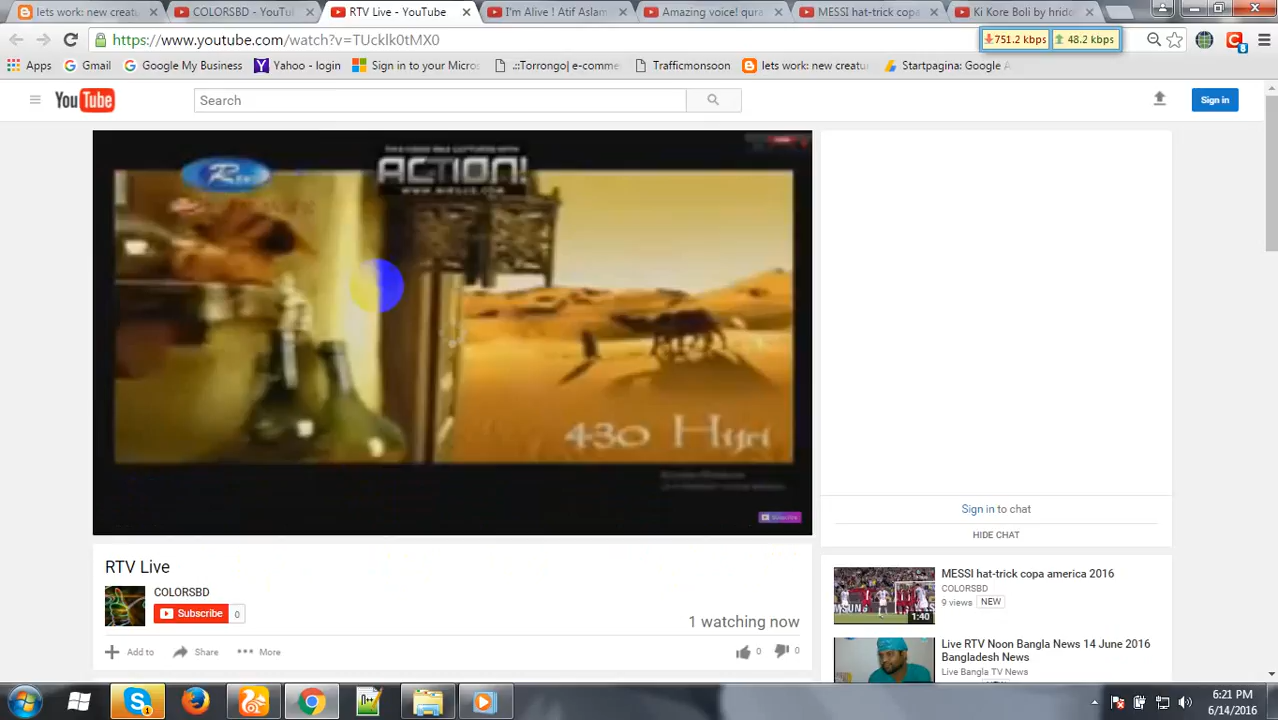 lets work: new creation
COLORSBD - YouTube
RTV Live - YouTube
I'm Alive ! Atif Aslam
Amazing voice! qura
MESSI hat-trick copa
Ki Kore Boli by hrido
https://www.youtube.com/watch?v=TUcklk0tMX0
751.2 kbps
48.2 kbps
Apps
Gmail
Google My Business
Yahoo - login
Sign in to your Micros
.::Torrongo| e-comme
Trafficmonsoon
lets work: new creatu
Startpagina: Google A
YouTube
Search
Sign in
ACTION!
430 Hijri
Sign in to chat
HIDE CHAT
RTV Live
COLORSBD
Subscribe 0
1 watching now
Add to Share More 0 0
MESSI hat-trick copa america 2016
COLORSBD
9 views NEW
1:40
Live RTV Noon Bangla News 14 June 2016
Bangladesh News
Live Bangla TV News
6:21 PM
6/14/2016